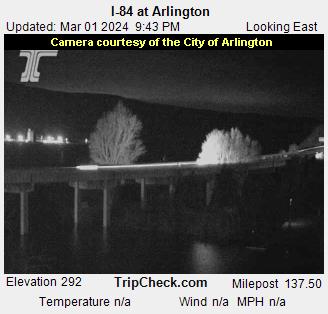 I-84 at Arlington
Updated: Mar 01 2024 9:43 PM Looking East
Camera courtesy of the City of Arlington
Elevation 292 TripCheck.com Milepost 137.50
Temperature n/a Wind n/a MPH n/a